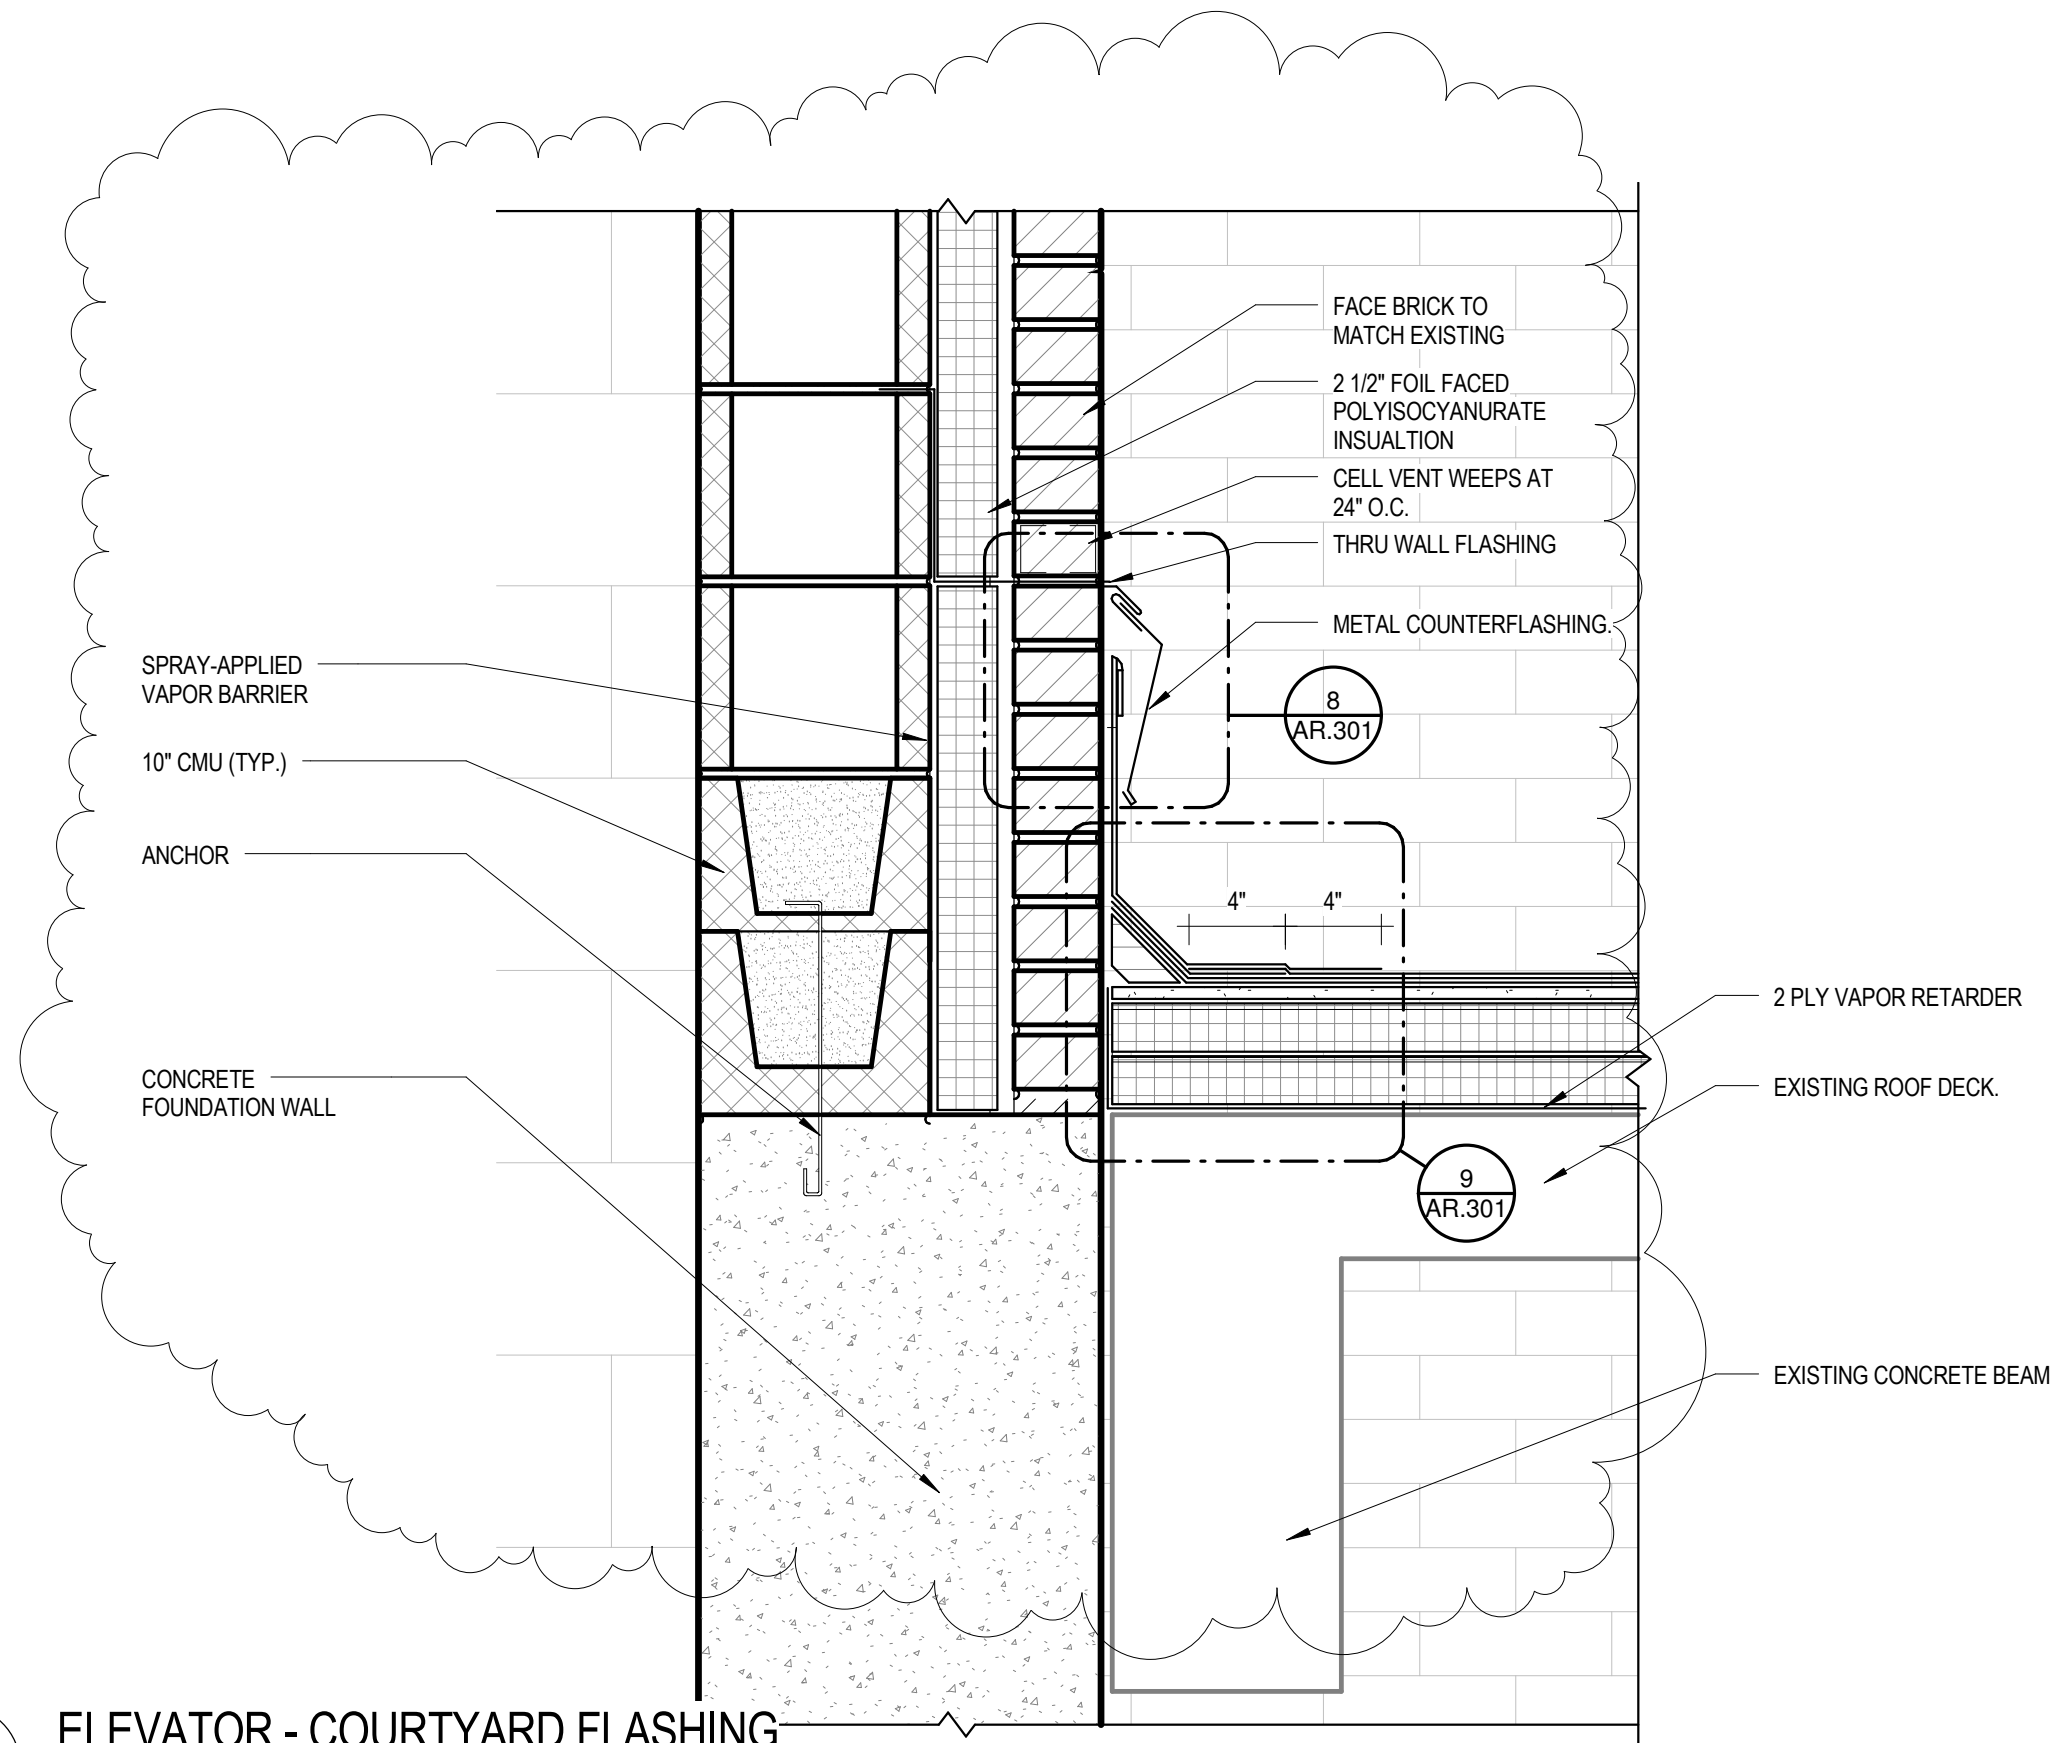 FACE BRICK TO
MATCH EXISTING
2 1/2" FOIL FACED
POLYISOCYANURATE
INSUALTION
CELL VENT WEEPS AT
24" O.C.
THRU WALL FLASHING
METAL COUNTERFLASHING.
SPRAY-APPLIED
VAPOR BARRIER
8
AR.301
10" CMU (TYP.)
ANCHOR
4" 4"
2 PLY VAPOR RETARDER
CONCRETE
FOUNDATION WALL
EXISTING ROOF DECK.
9
AR.301
EXISTING CONCRETE BEAM
ELEVATOR - COURTYARD FLASHING